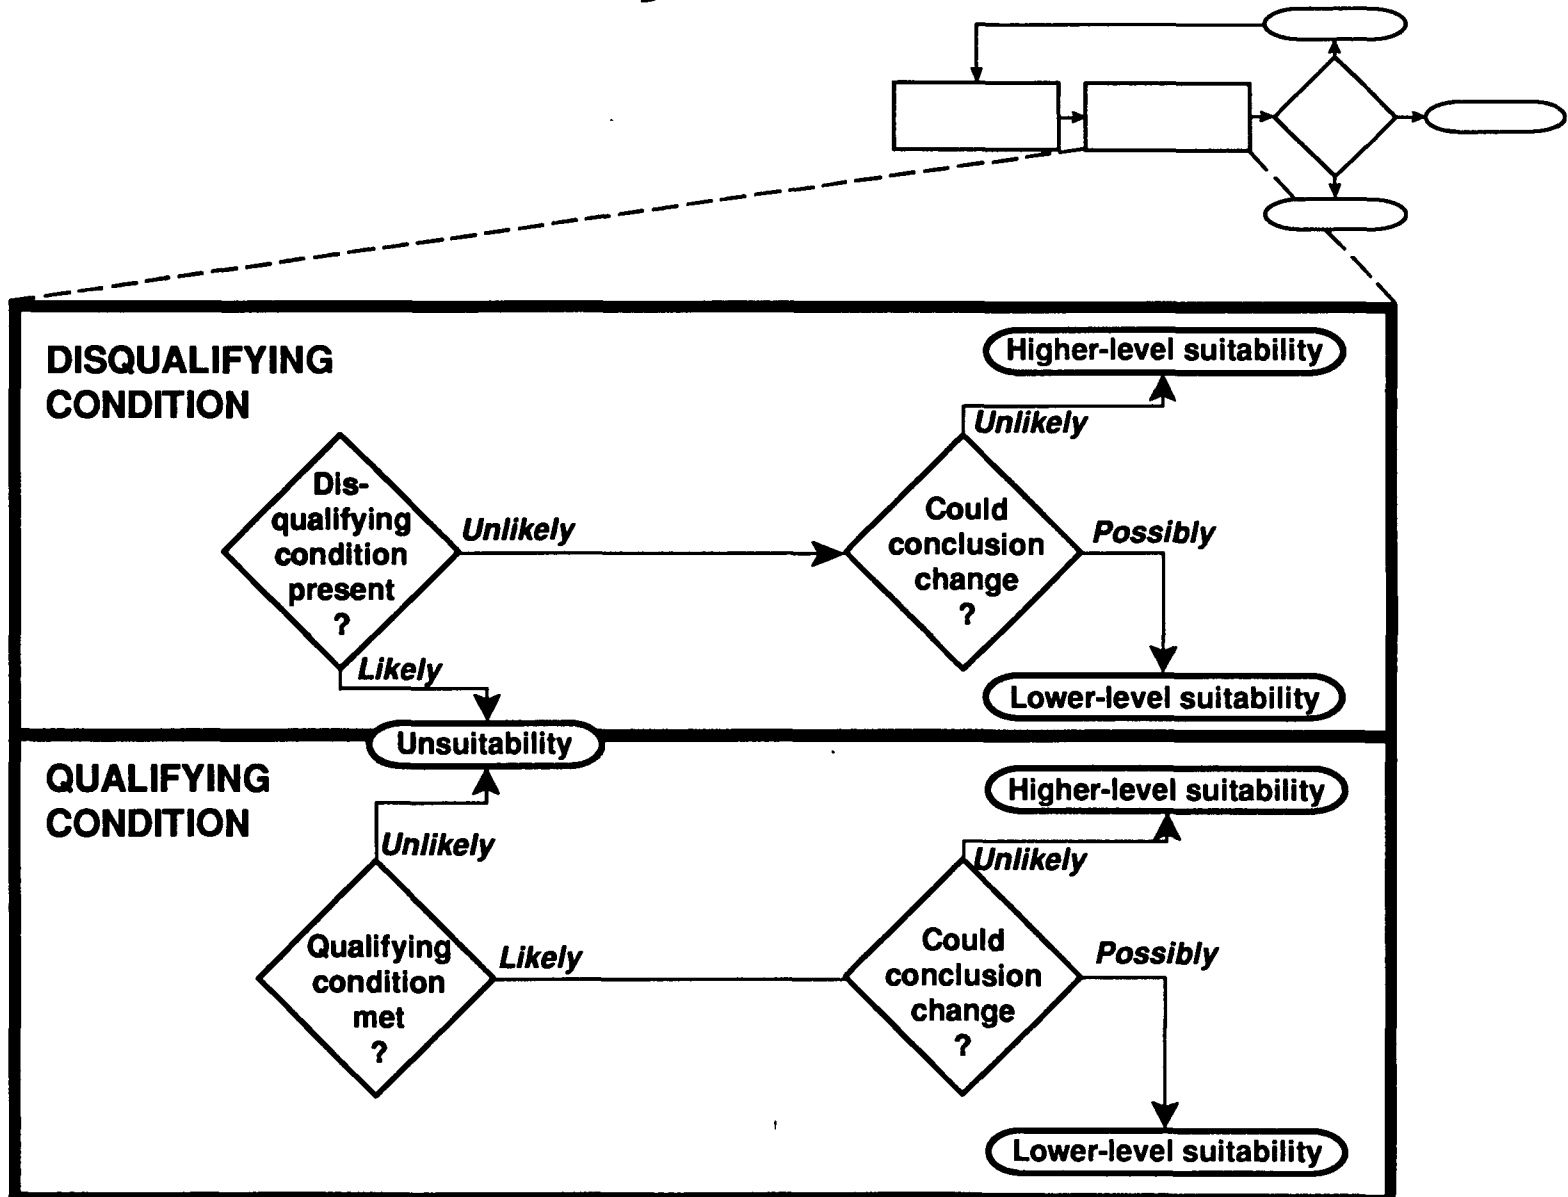 DISQUALIFYING
CONDITION
Higher-level suitability
Unlikely
Dis-
qualifying
condition
present
?
Unlikely
Could
conclusion
change
?
Possibly
Likely
Lower-level suitability
Unsuitability
QUALIFYING
CONDITION
Higher-level suitability
Unlikely
Unlikely
Qualifying
condition
met
?
Likely
Could
conclusion
change
?
Possibly
Lower-level suitability